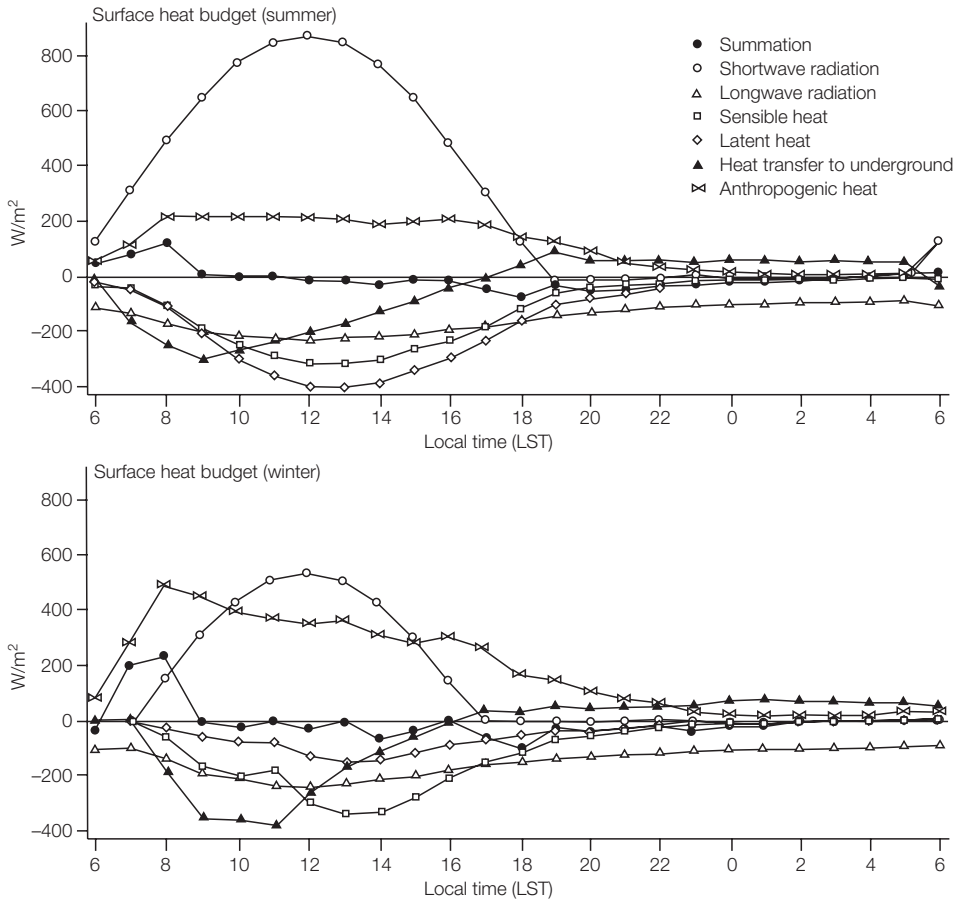 Surface heat budget (summer)
800
600
400
200
0
–200
–400
W/m²
Summation
Shortwave radiation
Longwave radiation
Sensible heat
Latent heat
Heat transfer to underground
Anthropogenic heat
6 8 10 12 14 16 18 20 22 0 2 4 6
Local time (LST)
Surface heat budget (winter)
800
600
400
200
0
–200
–400
W/m²
6 8 10 12 14 16 18 20 22 0 2 4 6
Local time (LST)